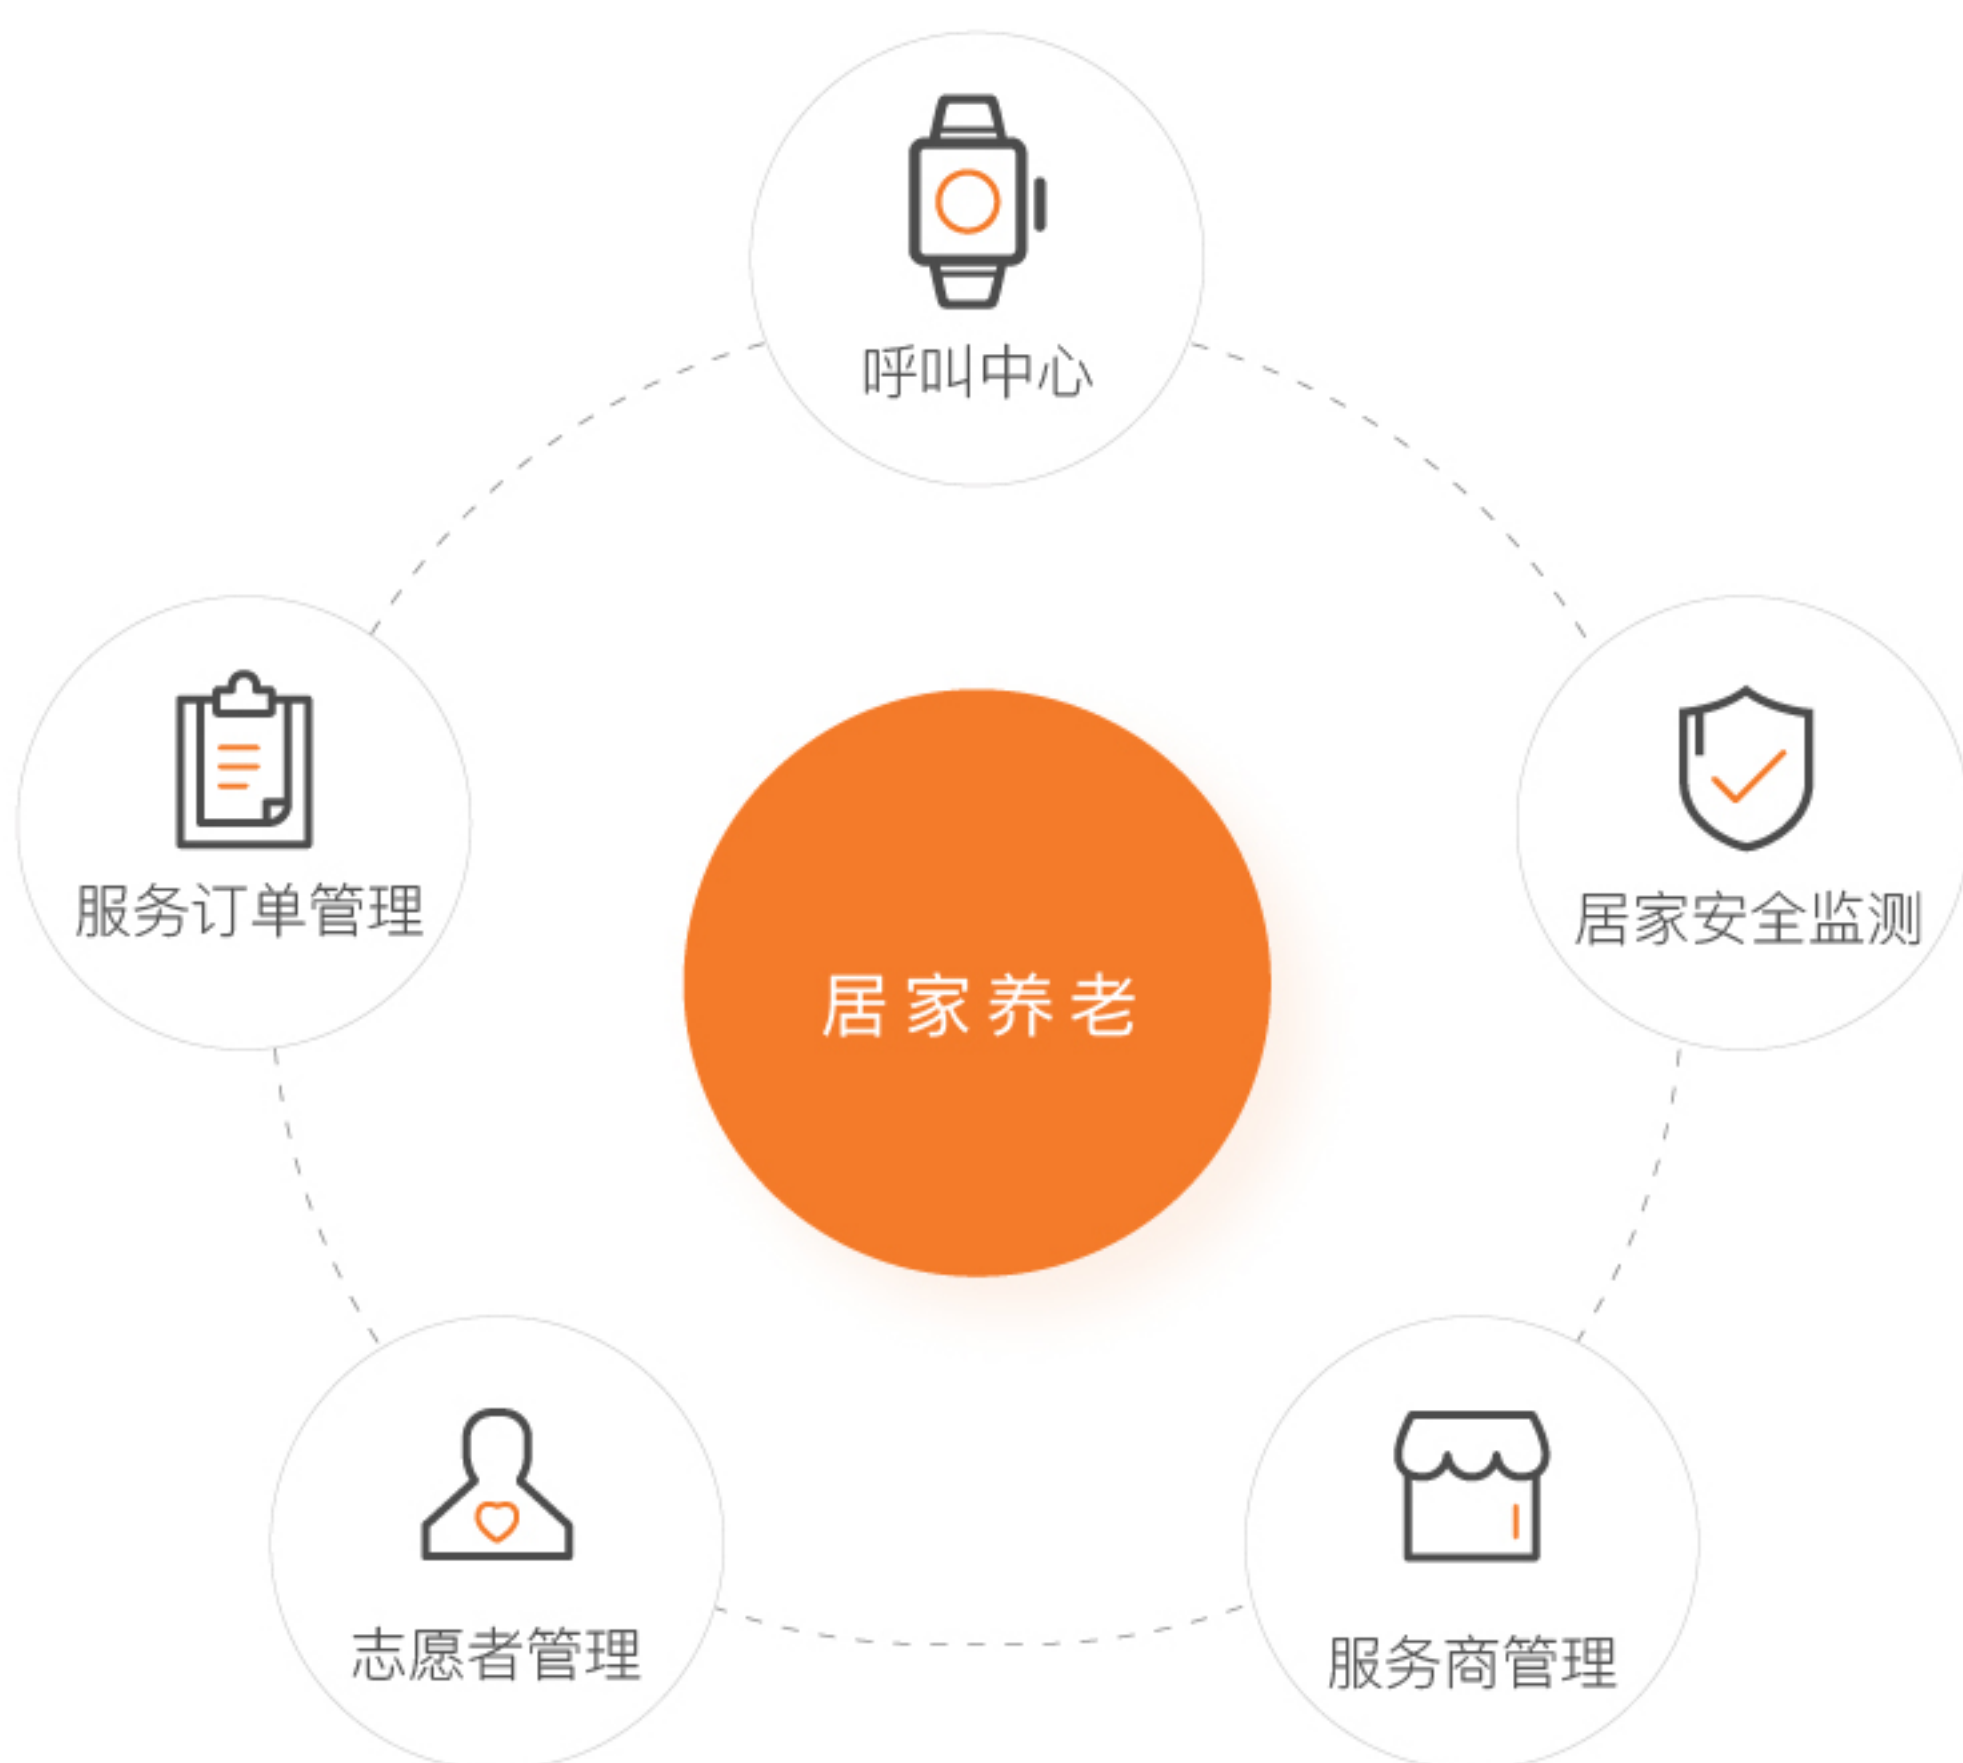 呼叫中心
服务订单管理
居家安全监测
居家养老
志愿者管理
服务商管理